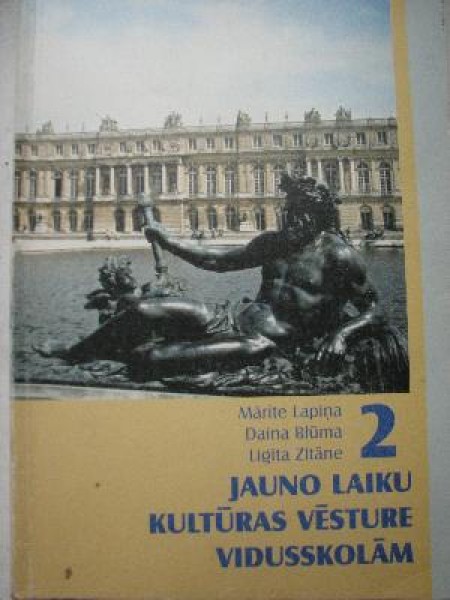 Mārīte Lapiņa
Daina Blūma
Ligita Zītāne
2
JAUNO LAIKU
KULTŪRAS VĒSTURE
VIDUSSKOLĀM